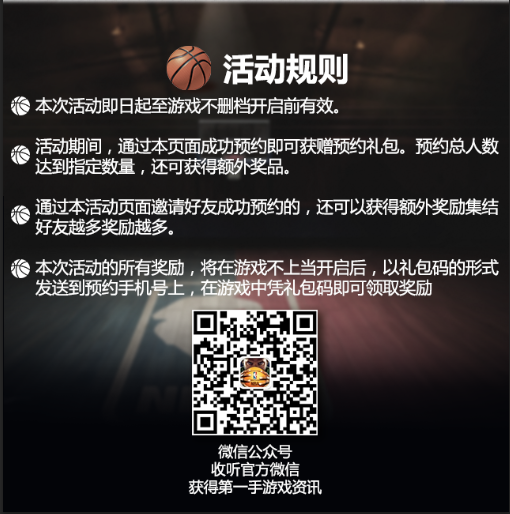 活动规则
本次活动即日起至游戏不删档开启前有效。
活动期间，通过本页面成功预约即可获赠预约礼包。预约总人数
达到指定数量，还可获得额外奖品。
通过本活动页面邀请好友成功预约的，还可以获得额外奖励集结
好友越多奖励越多。
本次活动的所有奖励，将在游戏不上当开启后，以礼包码的形式
发送到预约手机号上，在游戏中凭礼包码即可领取奖励
微信公众号
收听官方微信
获得第一手游戏资讯